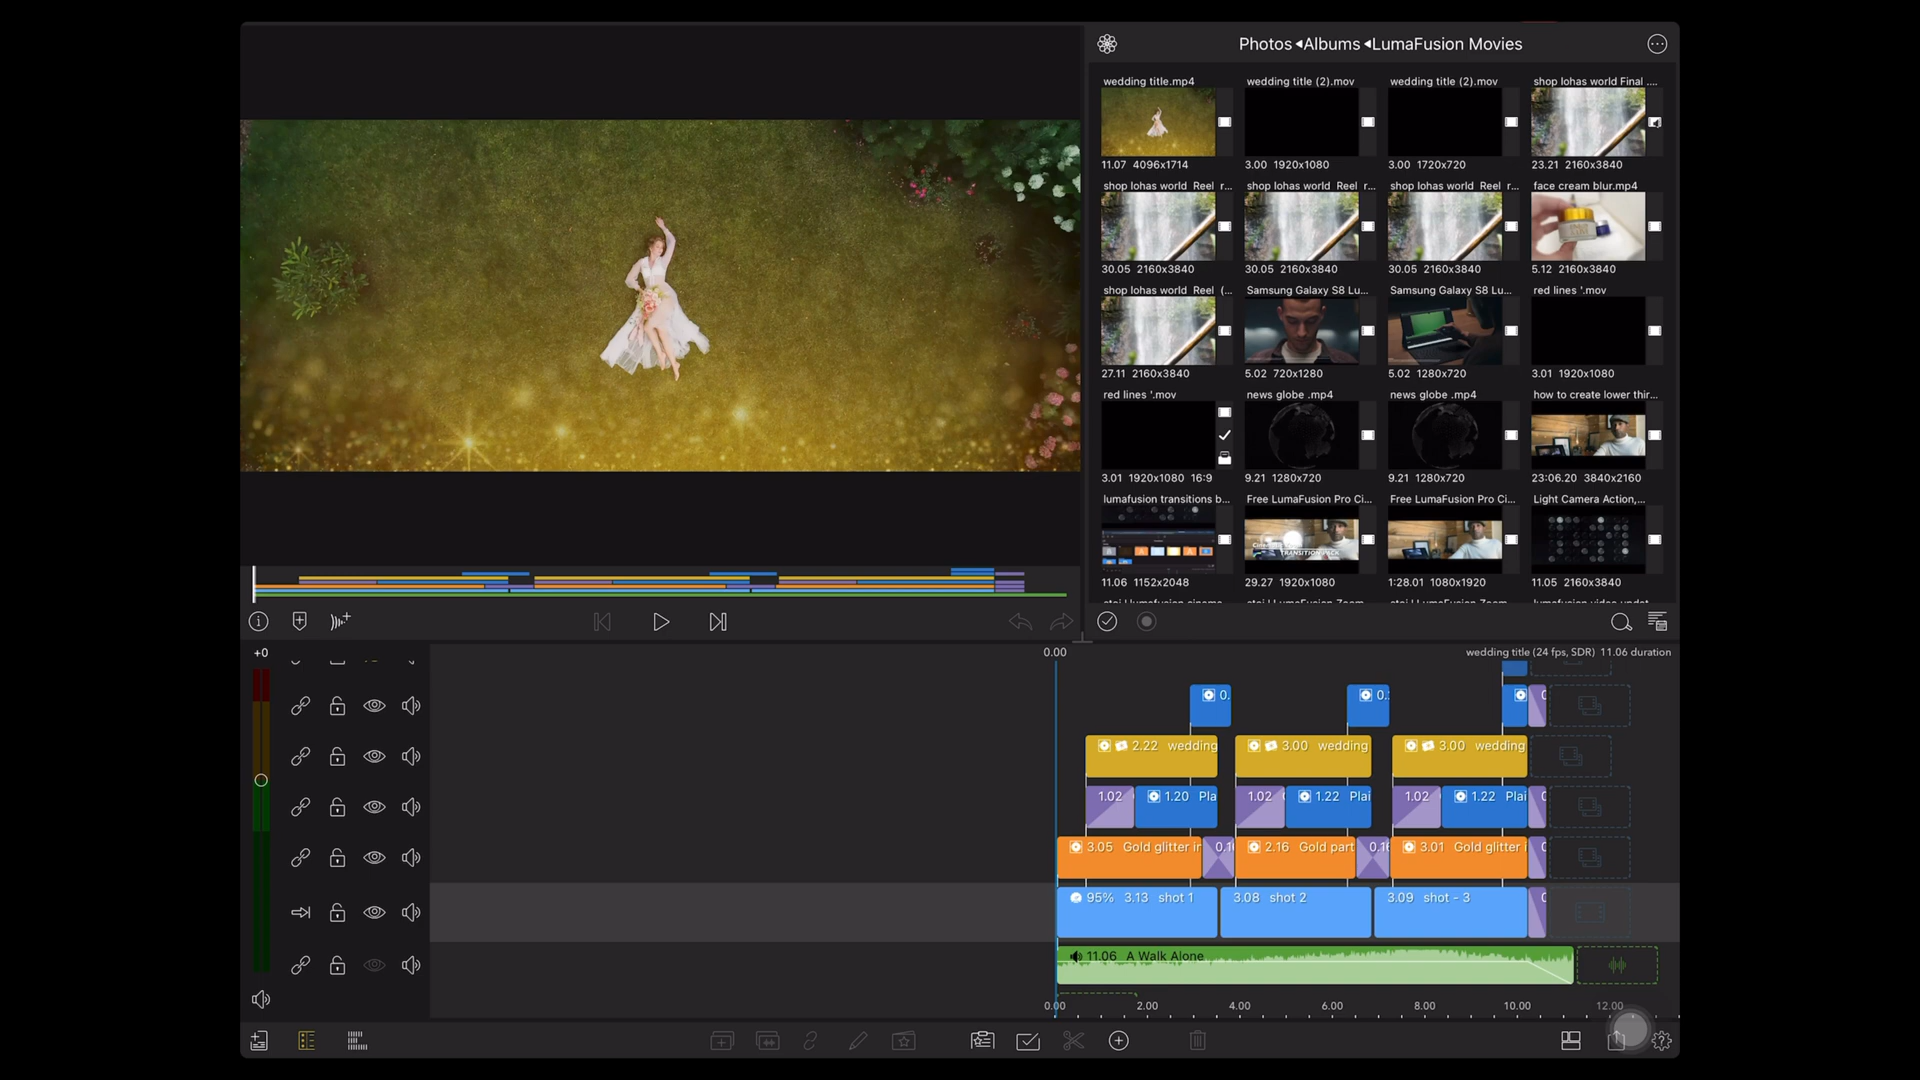 Photos ◂Albums ◂LumaFusion Movies
wedding title.mp4
wedding title (2).mov
wedding title (2).mov
shop lohas world Final ....
11.07 4096x1714
3.00 1920x1080
3.00 1720x720
23.21 2160x3840
shop lohas world Reel r...
shop lohas world Reel r...
shop lohas world Reel r...
face cream blur.mp4
30.05 2160x3840
30.05 2160x3840
30.05 2160x3840
5.12 2160x3840
shop lohas world Reel (...
Samsung Galaxy S8 Lu...
Samsung Galaxy S8 Lu...
red lines '.mov
27.11 2160x3840
5.02 720x1280
5.02 1280x720
3.01 1920x1080
red lines '.mov
news globe .mp4
news globe .mp4
how to create lower thir...
3.01 1920x1080 16:9
9.21 1280x720
9.21 1280x720
23:06.20 3840x2160
lumafusion transitions b...
Free LumaFusion Pro Ci...
Free LumaFusion Pro Ci...
Light Camera Action,...
TRANSITION PACK
11.06 1152x2048
29.27 1920x1080
1:28.01 1080x1920
11.05 2160x3840
+0
0.00
wedding title (24 fps, SDR) 11.06 duration
0.
0.
2.22 wedding
3.00 wedding
3.00 wedding
1.02
1.20 Pla
1.02
1.22 Plai
1.02
1.22 Plai
3.05 Gold glitter in
0.1
2.16 Gold part
0.16
3.01 Gold glitter i
95% 3.13 shot 1
3.08 shot 2
3.09 shot - 3
11.06 A Walk Alone
0.00
2.00
4.00
6.00
8.00
10.00
12.00